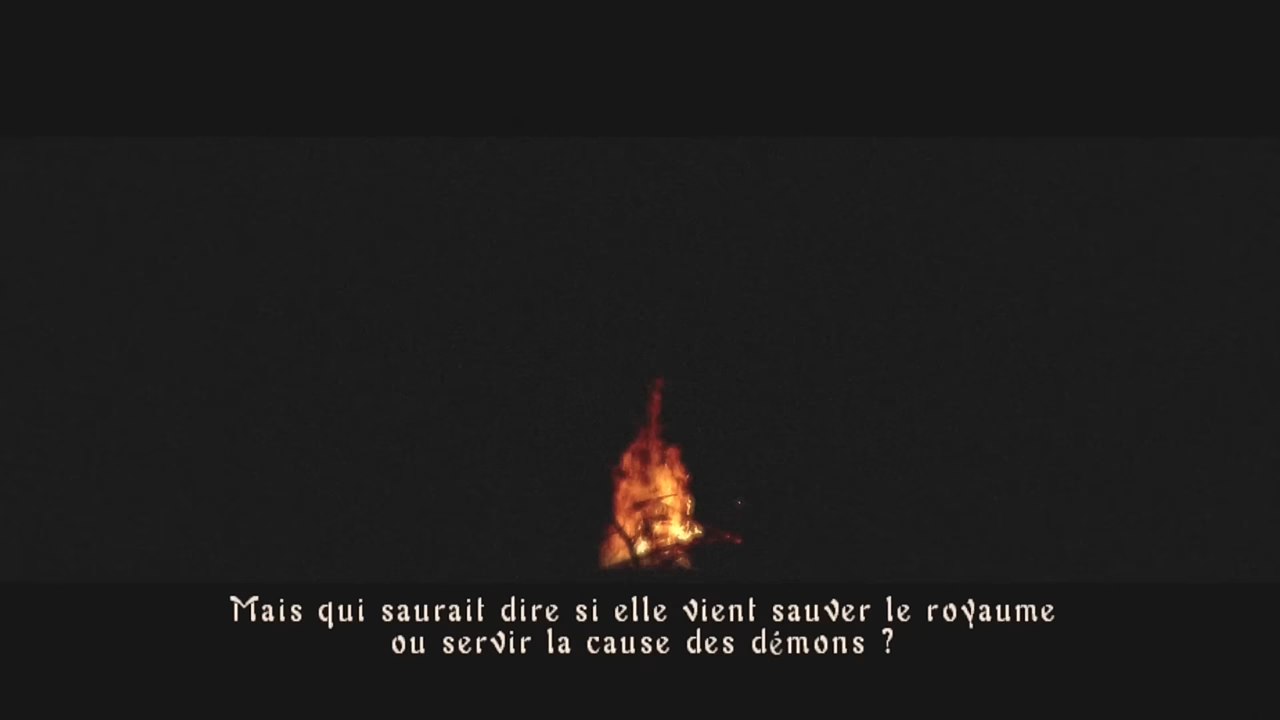 Mais qui saurait dire si elle vient sauver le royaume
ou servir la cause des démons ?